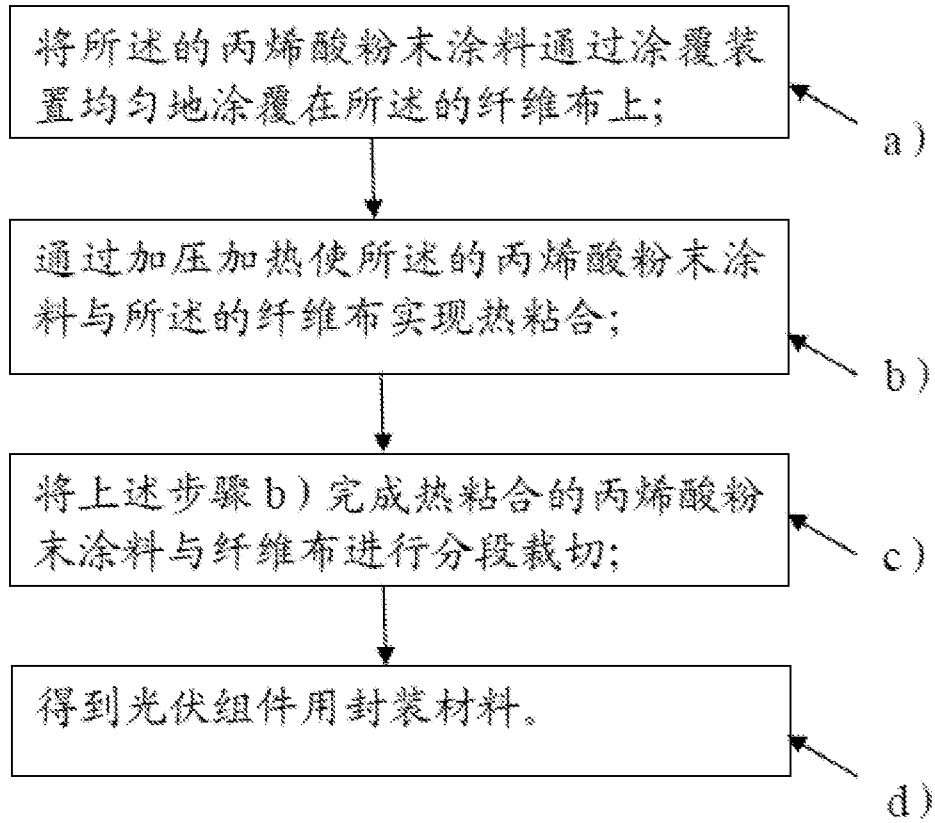 将所述的丙烯酸粉末涂料通过涂覆装
置均匀地涂覆在所述的纤维布上；
a）
通过加压加热使所述的丙烯酸粉末涂
料与所述的纤维布实现热粘合；
b）
将上述步骤b）完成热粘合的丙烯酸粉
末涂料与纤维布进行分段裁切；
c）
得到光伏组件用封装材料。
d）